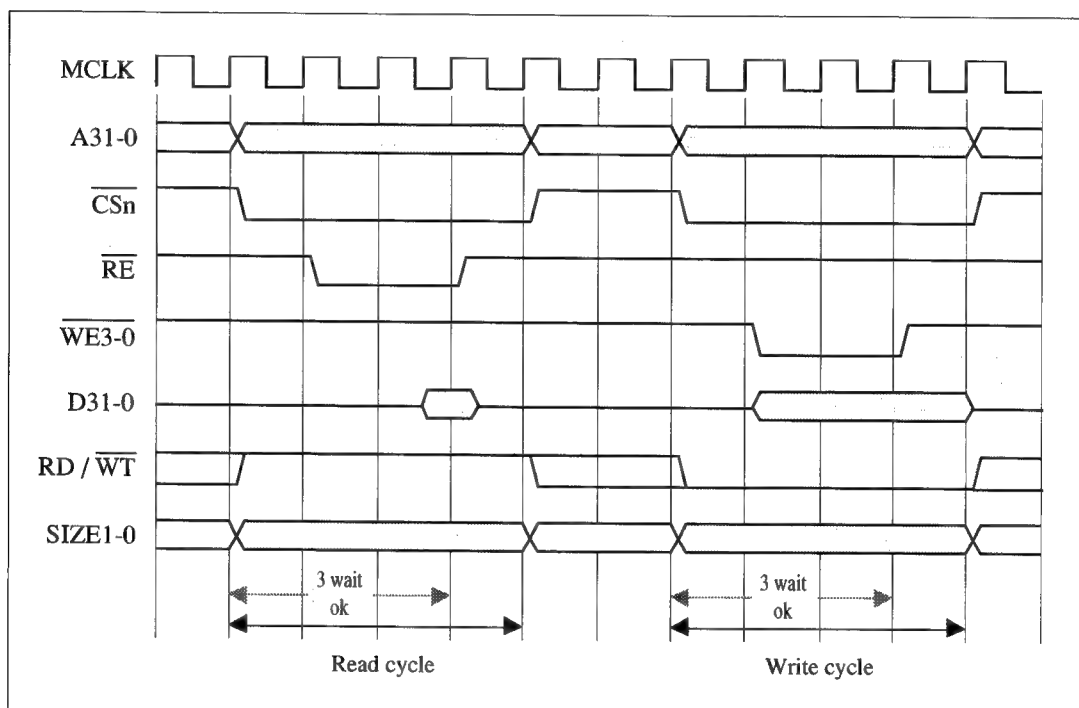 MCLK
A31-0
CSn
RE
WE3-0
D31-0
RD / WT
SIZE1-0
3 wait
ok
3 wait
ok
Read cycle
Write cycle